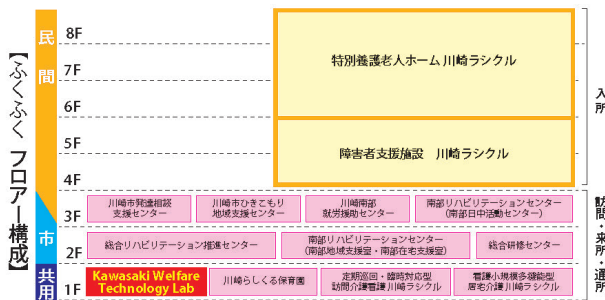 【ふくふく フロアー構成】
民間
市
共用
8F
7F
6F
5F
4F
3F
2F
1F
特別養護老人ホーム 川崎ラシクル
障害者支援施設 川崎ラシクル
入所
川崎市発達相談
支援センター
川崎市ひきこもり
地域支援センター
川崎南部
就労援助センター
南部リハビリテーションセンター
(南部日中活動センター)
総合リハビリテーション推進センター
南部リハビリテーションセンター
(南部地域支援室・南部在宅支援室)
総合研修センター
Kawasaki Welfare
Technology Lab
川崎らしくる保育園
定期巡回・臨時対応型
訪問介護看護 川崎ラシクル
看護小規模多機能型
居宅介護 川崎ラシクル
訪問・来所・通所